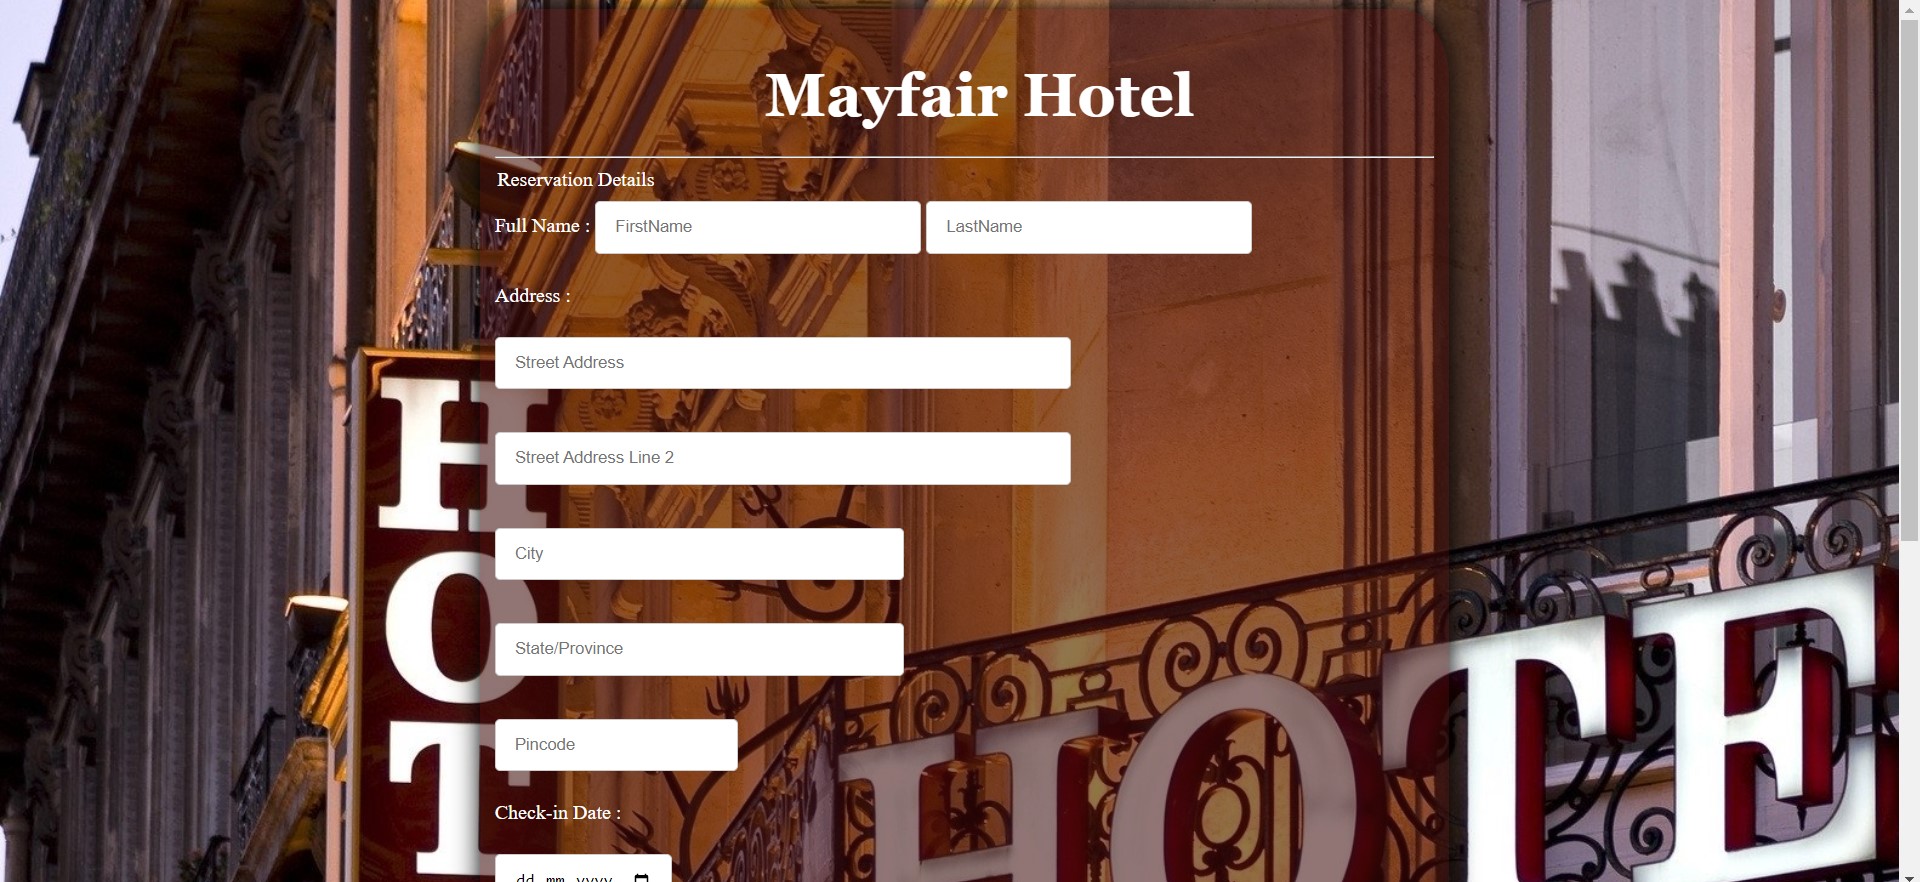 Mayfair Hotel
Reservation Details
Full Name : FirstName LastName
Address :
Street Address
Street Address Line 2
City
State/Province
Pincode
Check-in Date :
dd-mm-yyyy
HOT
HOTE